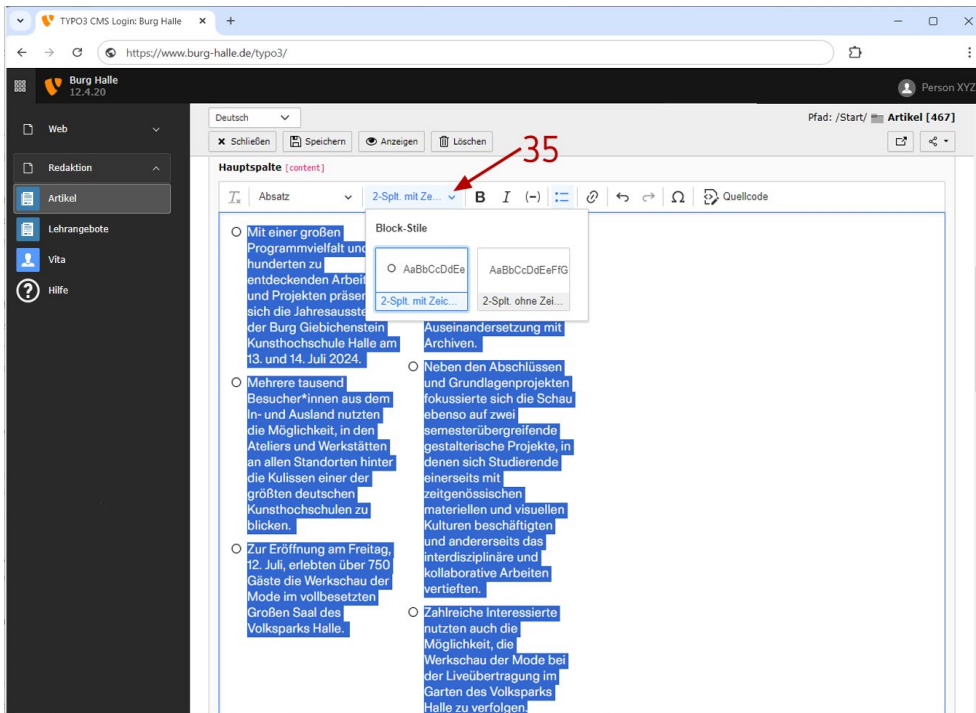 TYPO3 CMS Login: Burg Halle
https://www.burg-halle.de/typo3/
Burg Halle
12.4.20
Person XYZ
Web
Redaktion
Artikel
Lehrangebote
Vita
Hilfe
Deutsch
Pfad: /Start/ Artikel [467]
Schließen Speichern Anzeigen Löschen
35
Hauptspalte [content]
Absatz 2-Splt. mit Ze... B I (-) Ω Quellcode
Block-Stile
AaBbCcDdEe AaBbCcDdEeFfG
2-Splt. mit Zeic... 2-Splt. ohne Zei...
Mit einer großen
Programmvielfalt und
hunderten zu
entdeckenden Arbeit
und Projekten präsen
sich die Jahresausste
der Burg Giebichenstein
Kunsthochschule Halle am
13. und 14. Juli 2024.
Mehrere tausend
Besucher*innen aus dem
In- und Ausland nutzten
die Möglichkeit, in den
Ateliers und Werkstätten
an allen Standorten hinter
die Kulissen einer der
größten deutschen
Kunsthochschulen zu
blicken.
Zur Eröffnung am Freitag,
12. Juli, erlebten über 750
Gäste die Werkschau der
Mode im vollbesetzten
Großen Saal des
Volksparks Halle.
Auseinandersetzung mit
Archiven.
Neben den Abschlüssen
und Grundlagenprojekten
fokussierte sich die Schau
ebenso auf zwei
semesterübergreifende
gestalterische Projekte, in
denen sich Studierende
einerseits mit
zeitgenössischen
materiellen und visuellen
Kulturen beschäftigten
und andererseits das
interdisziplinäre und
kollaborative Arbeiten
vertieften.
Zahlreiche Interessierte
nutzten auch die
Möglichkeit, die
Werkschau der Mode bei
der Liveübertragung im
Garten des Volksparks
Halle zu verfolgen.